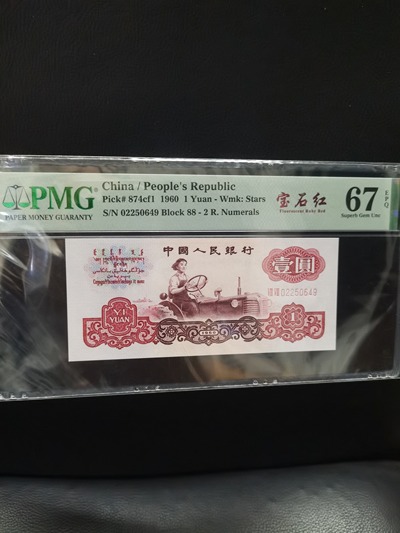 PMG
PAPER MONEY GUARANTY
China / People's Republic
Pick# 874cf1 1960 1 Yuan - Wmk: Stars
S/N 02250649 Block 88 - 2 R. Numerals
宝石红
Fluorescent Ruby Red
67 EPQ
Superb Gem Unc
中國人民銀行
壹圓
02250649
YI
YUAN
1960
1